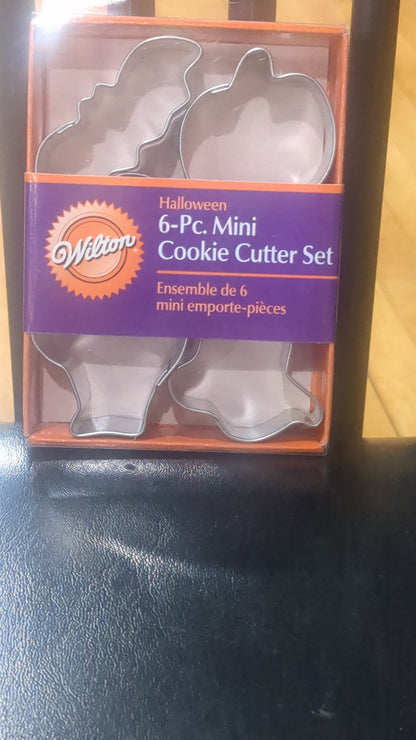 Wilton
Halloween
6-Pc. Mini
Cookie Cutter Set
Ensemble de 6
mini emporte-pièces